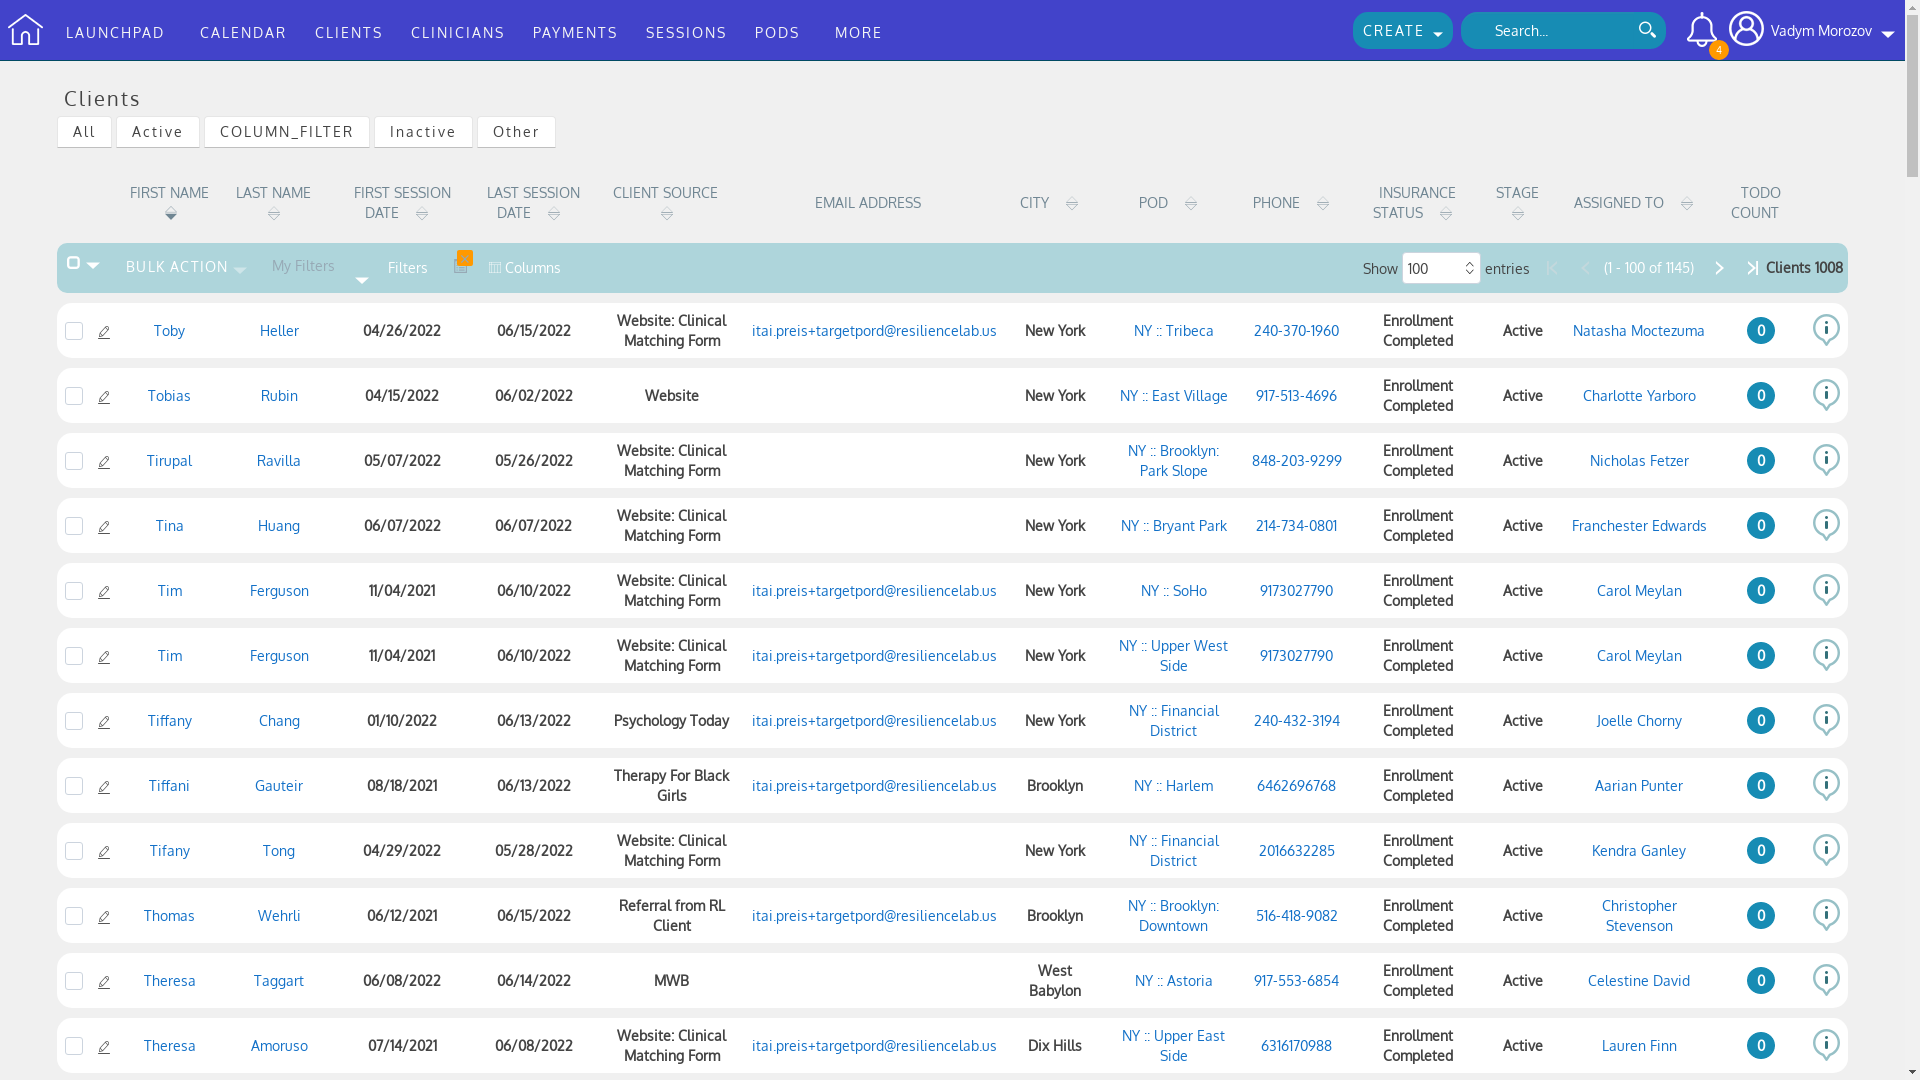 LAUNCHPAD CALENDAR CLIENTS CLINICIANS PAYMENTS SESSIONS PODS MORE CREATE Search... 4 Vadym Morozov
Clients
All Active COLUMN_FILTER Inactive Other
FIRST NAME LAST NAME FIRST SESSION DATE LAST SESSION DATE CLIENT SOURCE EMAIL ADDRESS CITY POD PHONE INSURANCE STATUS STAGE ASSIGNED TO TODO COUNT
BULK ACTION My Filters Filters Columns Show 100 entries (1 - 100 of 1145) Clients 1008
Toby Heller 04/26/2022 06/15/2022 Website: Clinical Matching Form itai.preis+targetpord@resiliencelab.us New York NY :: Tribeca 240-370-1960 Enrollment Completed Active Natasha Moctezuma 0
Tobias Rubin 04/15/2022 06/02/2022 Website New York NY :: East Village 917-513-4696 Enrollment Completed Active Charlotte Yarboro 0
Tirupal Ravilla 05/07/2022 05/26/2022 Website: Clinical Matching Form New York NY :: Brooklyn: Park Slope 848-203-9299 Enrollment Completed Active Nicholas Fetzer 0
Tina Huang 06/07/2022 06/07/2022 Website: Clinical Matching Form New York NY :: Bryant Park 214-734-0801 Enrollment Completed Active Franchester Edwards 0
Tim Ferguson 11/04/2021 06/10/2022 Website: Clinical Matching Form itai.preis+targetpord@resiliencelab.us New York NY :: SoHo 9173027790 Enrollment Completed Active Carol Meylan 0
Tim Ferguson 11/04/2021 06/10/2022 Website: Clinical Matching Form itai.preis+targetpord@resiliencelab.us New York NY :: Upper West Side 9173027790 Enrollment Completed Active Carol Meylan 0
Tiffany Chang 01/10/2022 06/13/2022 Psychology Today itai.preis+targetpord@resiliencelab.us New York NY :: Financial District 240-432-3194 Enrollment Completed Active Joelle Chorny 0
Tiffani Gauteir 08/18/2021 06/13/2022 Therapy For Black Girls itai.preis+targetpord@resiliencelab.us Brooklyn NY :: Harlem 6462696768 Enrollment Completed Active Aarian Punter 0
Tifany Tong 04/29/2022 05/28/2022 Website: Clinical Matching Form New York NY :: Financial District 2016632285 Enrollment Completed Active Kendra Ganley 0
Thomas Wehrli 06/12/2021 06/15/2022 Referral from RL Client itai.preis+targetpord@resiliencelab.us Brooklyn NY :: Brooklyn: Downtown 516-418-9082 Enrollment Completed Active Christopher Stevenson 0
Theresa Taggart 06/08/2022 06/14/2022 MWB West Babylon NY :: Astoria 917-553-6854 Enrollment Completed Active Celestine David 0
Theresa Amoruso 07/14/2021 06/08/2022 Website: Clinical Matching Form itai.preis+targetpord@resiliencelab.us Dix Hills NY :: Upper East Side 6316170988 Enrollment Completed Active Lauren Finn 0